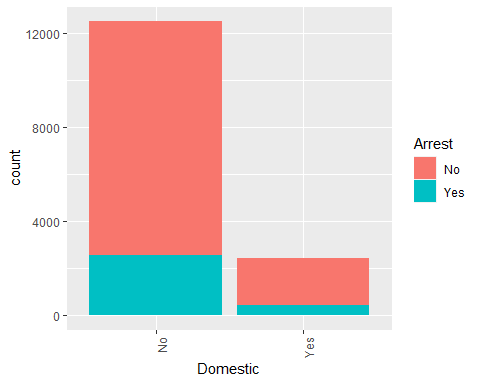 12000
8000
4000
0
count
No
Yes
Domestic
Arrest
No
Yes